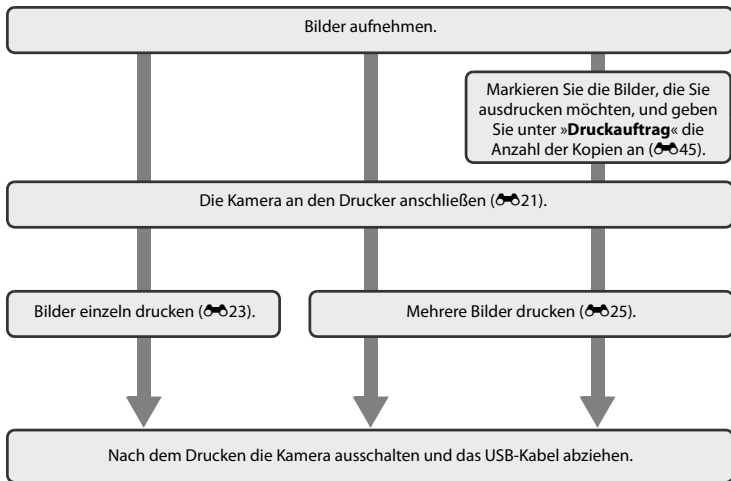 Bilder aufnehmen.
Markieren Sie die Bilder, die Sie
ausdrucken möchten, und geben
Sie unter »Druckauftrag« die
Anzahl der Kopien an (45).
Die Kamera an den Drucker anschließen (21).
Bilder einzeln drucken (23).
Mehrere Bilder drucken (25).
Nach dem Drucken die Kamera ausschalten und das USB-Kabel abziehen.